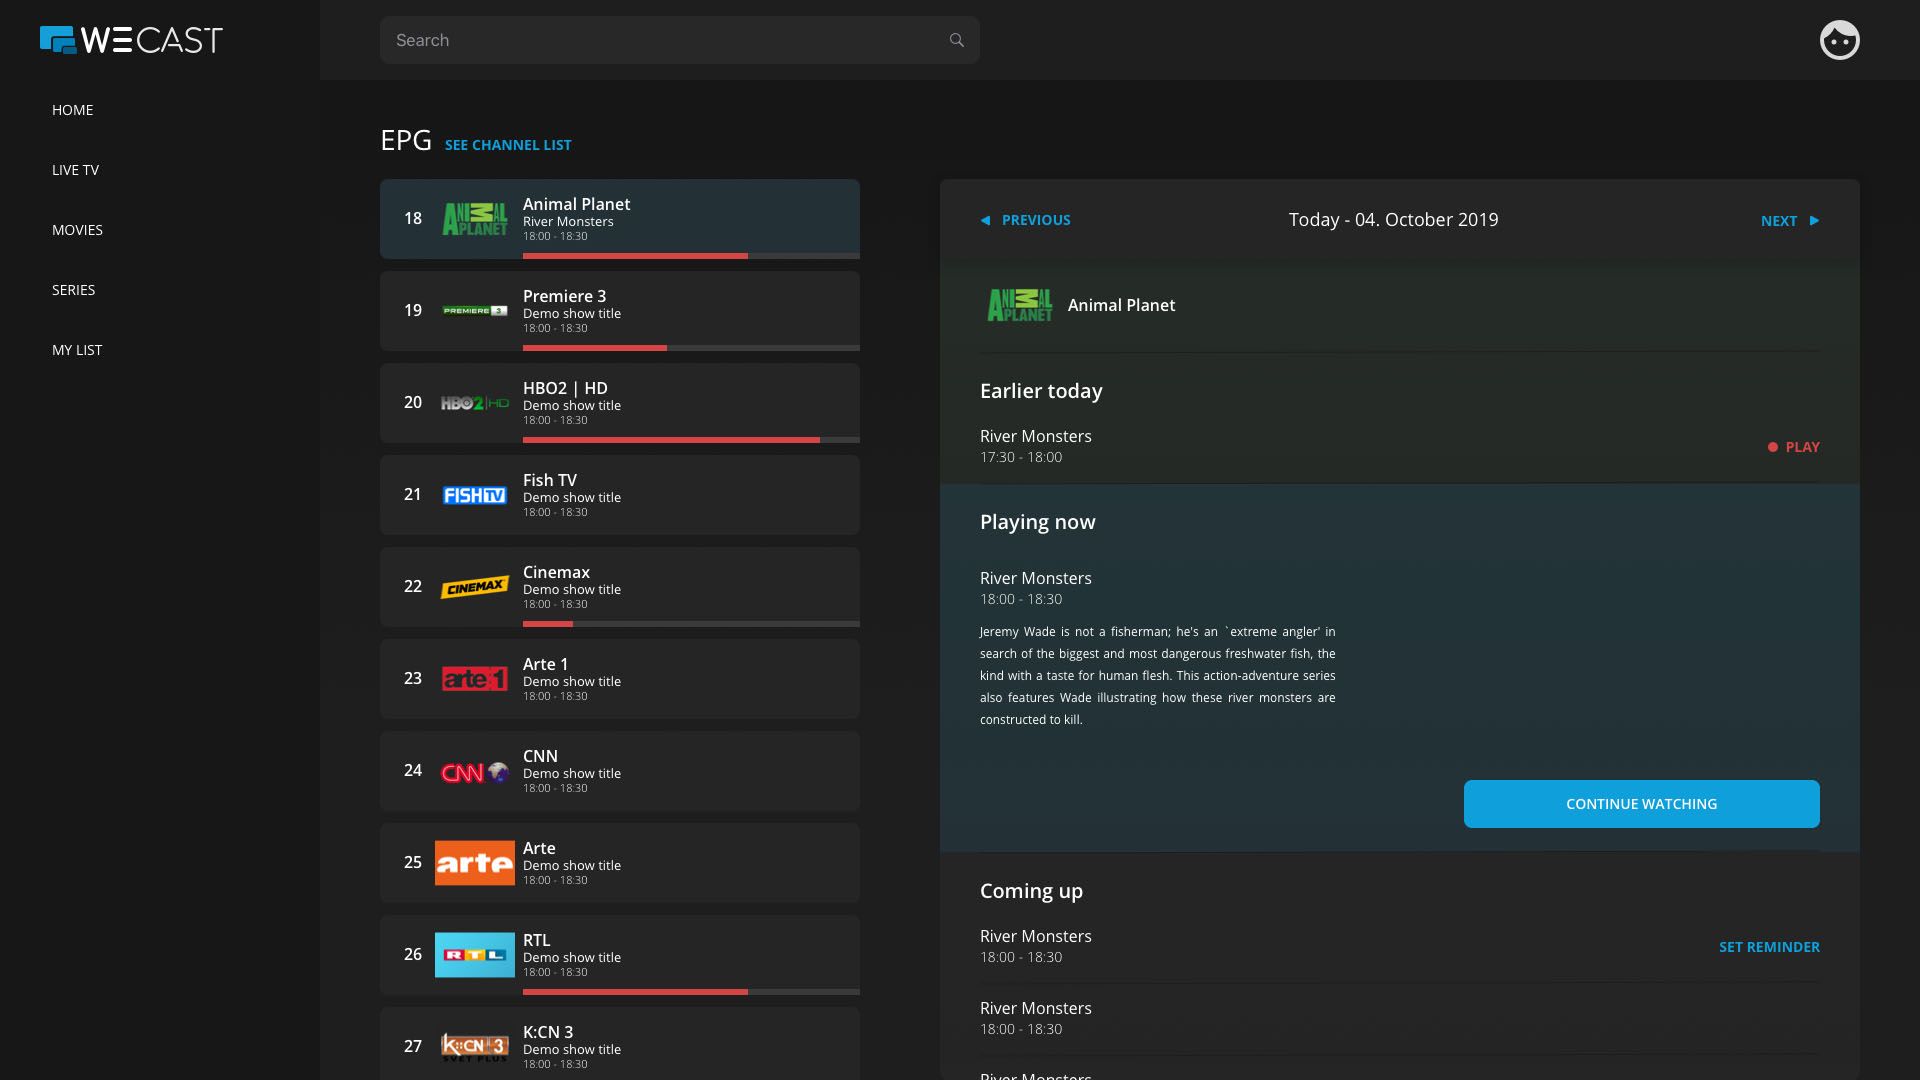 WECAST
Search
HOME
LIVE TV
MOVIES
SERIES
MY LIST
EPG SEE CHANNEL LIST
18 ANIMAL PLANET Animal Planet
River Monsters
18:00 - 18:30
19 PREMIERE 3 Premiere 3
Demo show title
18:00 - 18:30
20 HBO2|HD HBO2 | HD
Demo show title
18:00 - 18:30
21 FISHTV Fish TV
Demo show title
18:00 - 18:30
22 CINEMAX Cinemax
Demo show title
18:00 - 18:30
23 arte 1 Arte 1
Demo show title
18:00 - 18:30
24 CNN CNN
Demo show title
18:00 - 18:30
25 arte Arte
Demo show title
18:00 - 18:30
26 RTL RTL
Demo show title
18:00 - 18:30
27 K::CN 3 SVET PLUS K:CN 3
Demo show title
18:00 - 18:30
PREVIOUS Today - 04. October 2019 NEXT
ANIMAL PLANET Animal Planet
Earlier today
River Monsters
17:30 - 18:00
PLAY
Playing now
River Monsters
18:00 - 18:30
Jeremy Wade is not a fisherman; he's an `extreme angler' in
search of the biggest and most dangerous freshwater fish, the
kind with a taste for human flesh. This action-adventure series
also features Wade illustrating how these river monsters are
constructed to kill.
CONTINUE WATCHING
Coming up
River Monsters
18:00 - 18:30
SET REMINDER
River Monsters
18:00 - 18:30
River Monsters